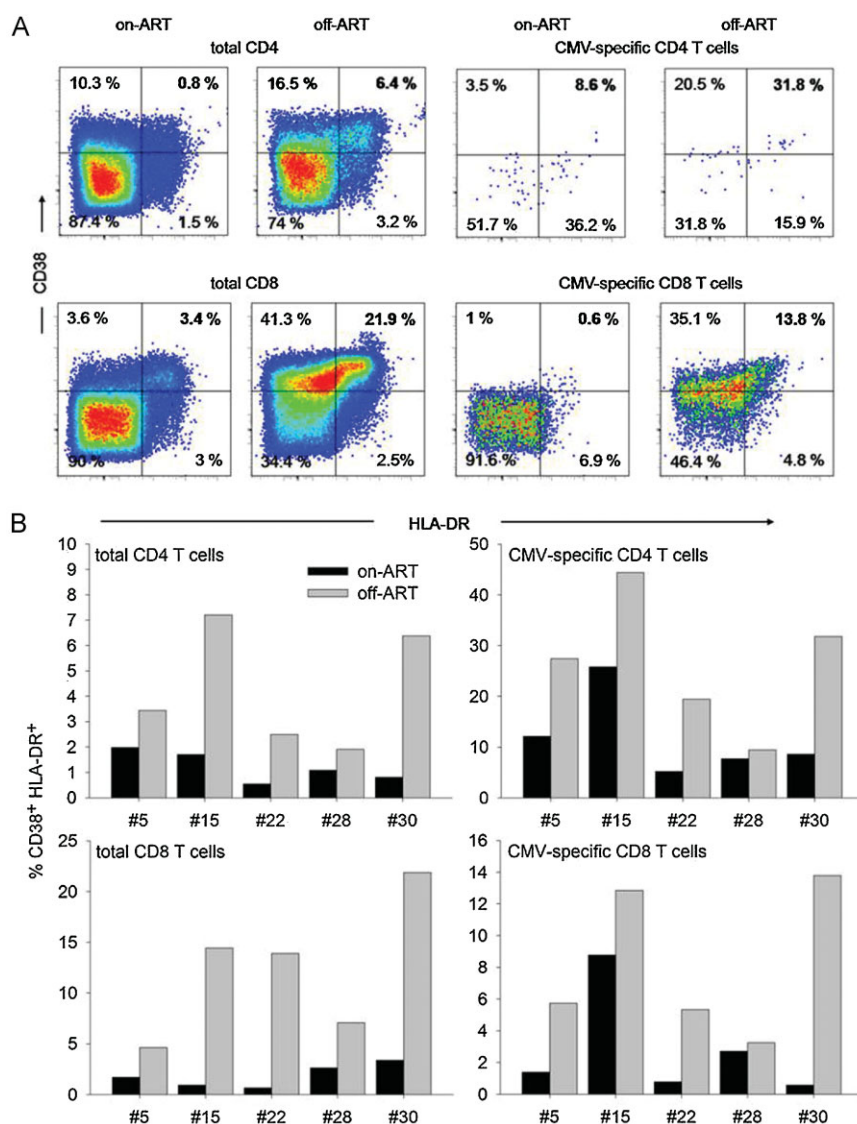 A
on-ART off-ART on-ART off-ART
total CD4 CMV-specific CD4 T cells
10.3 % 0.8 % 16.5 % 6.4 % 3.5 % 8.6 % 20.5 % 31.8 %
87.4 % 1.5 % 74 % 3.2 % 51.7 % 36.2 % 31.8 % 15.9 %
CD38
total CD8 CMV-specific CD8 T cells
3.6 % 3.4 % 41.3 % 21.9 % 1 % 0.6 % 35.1 % 13.8 %
90 % 3 % 34.4 % 2.5% 91.6 % 6.9 % 46.4 % 4.8 %
HLA-DR
B
% CD38+ HLA-DR+
total CD4 T cells
on-ART
off-ART
10
9
8
7
6
5
4
3
2
1
0
#5 #15 #22 #28 #30
CMV-specific CD4 T cells
50
40
30
20
10
0
#5 #15 #22 #28 #30
total CD8 T cells
25
20
15
10
5
0
#5 #15 #22 #28 #30
CMV-specific CD8 T cells
16
14
12
10
8
6
4
2
0
#5 #15 #22 #28 #30